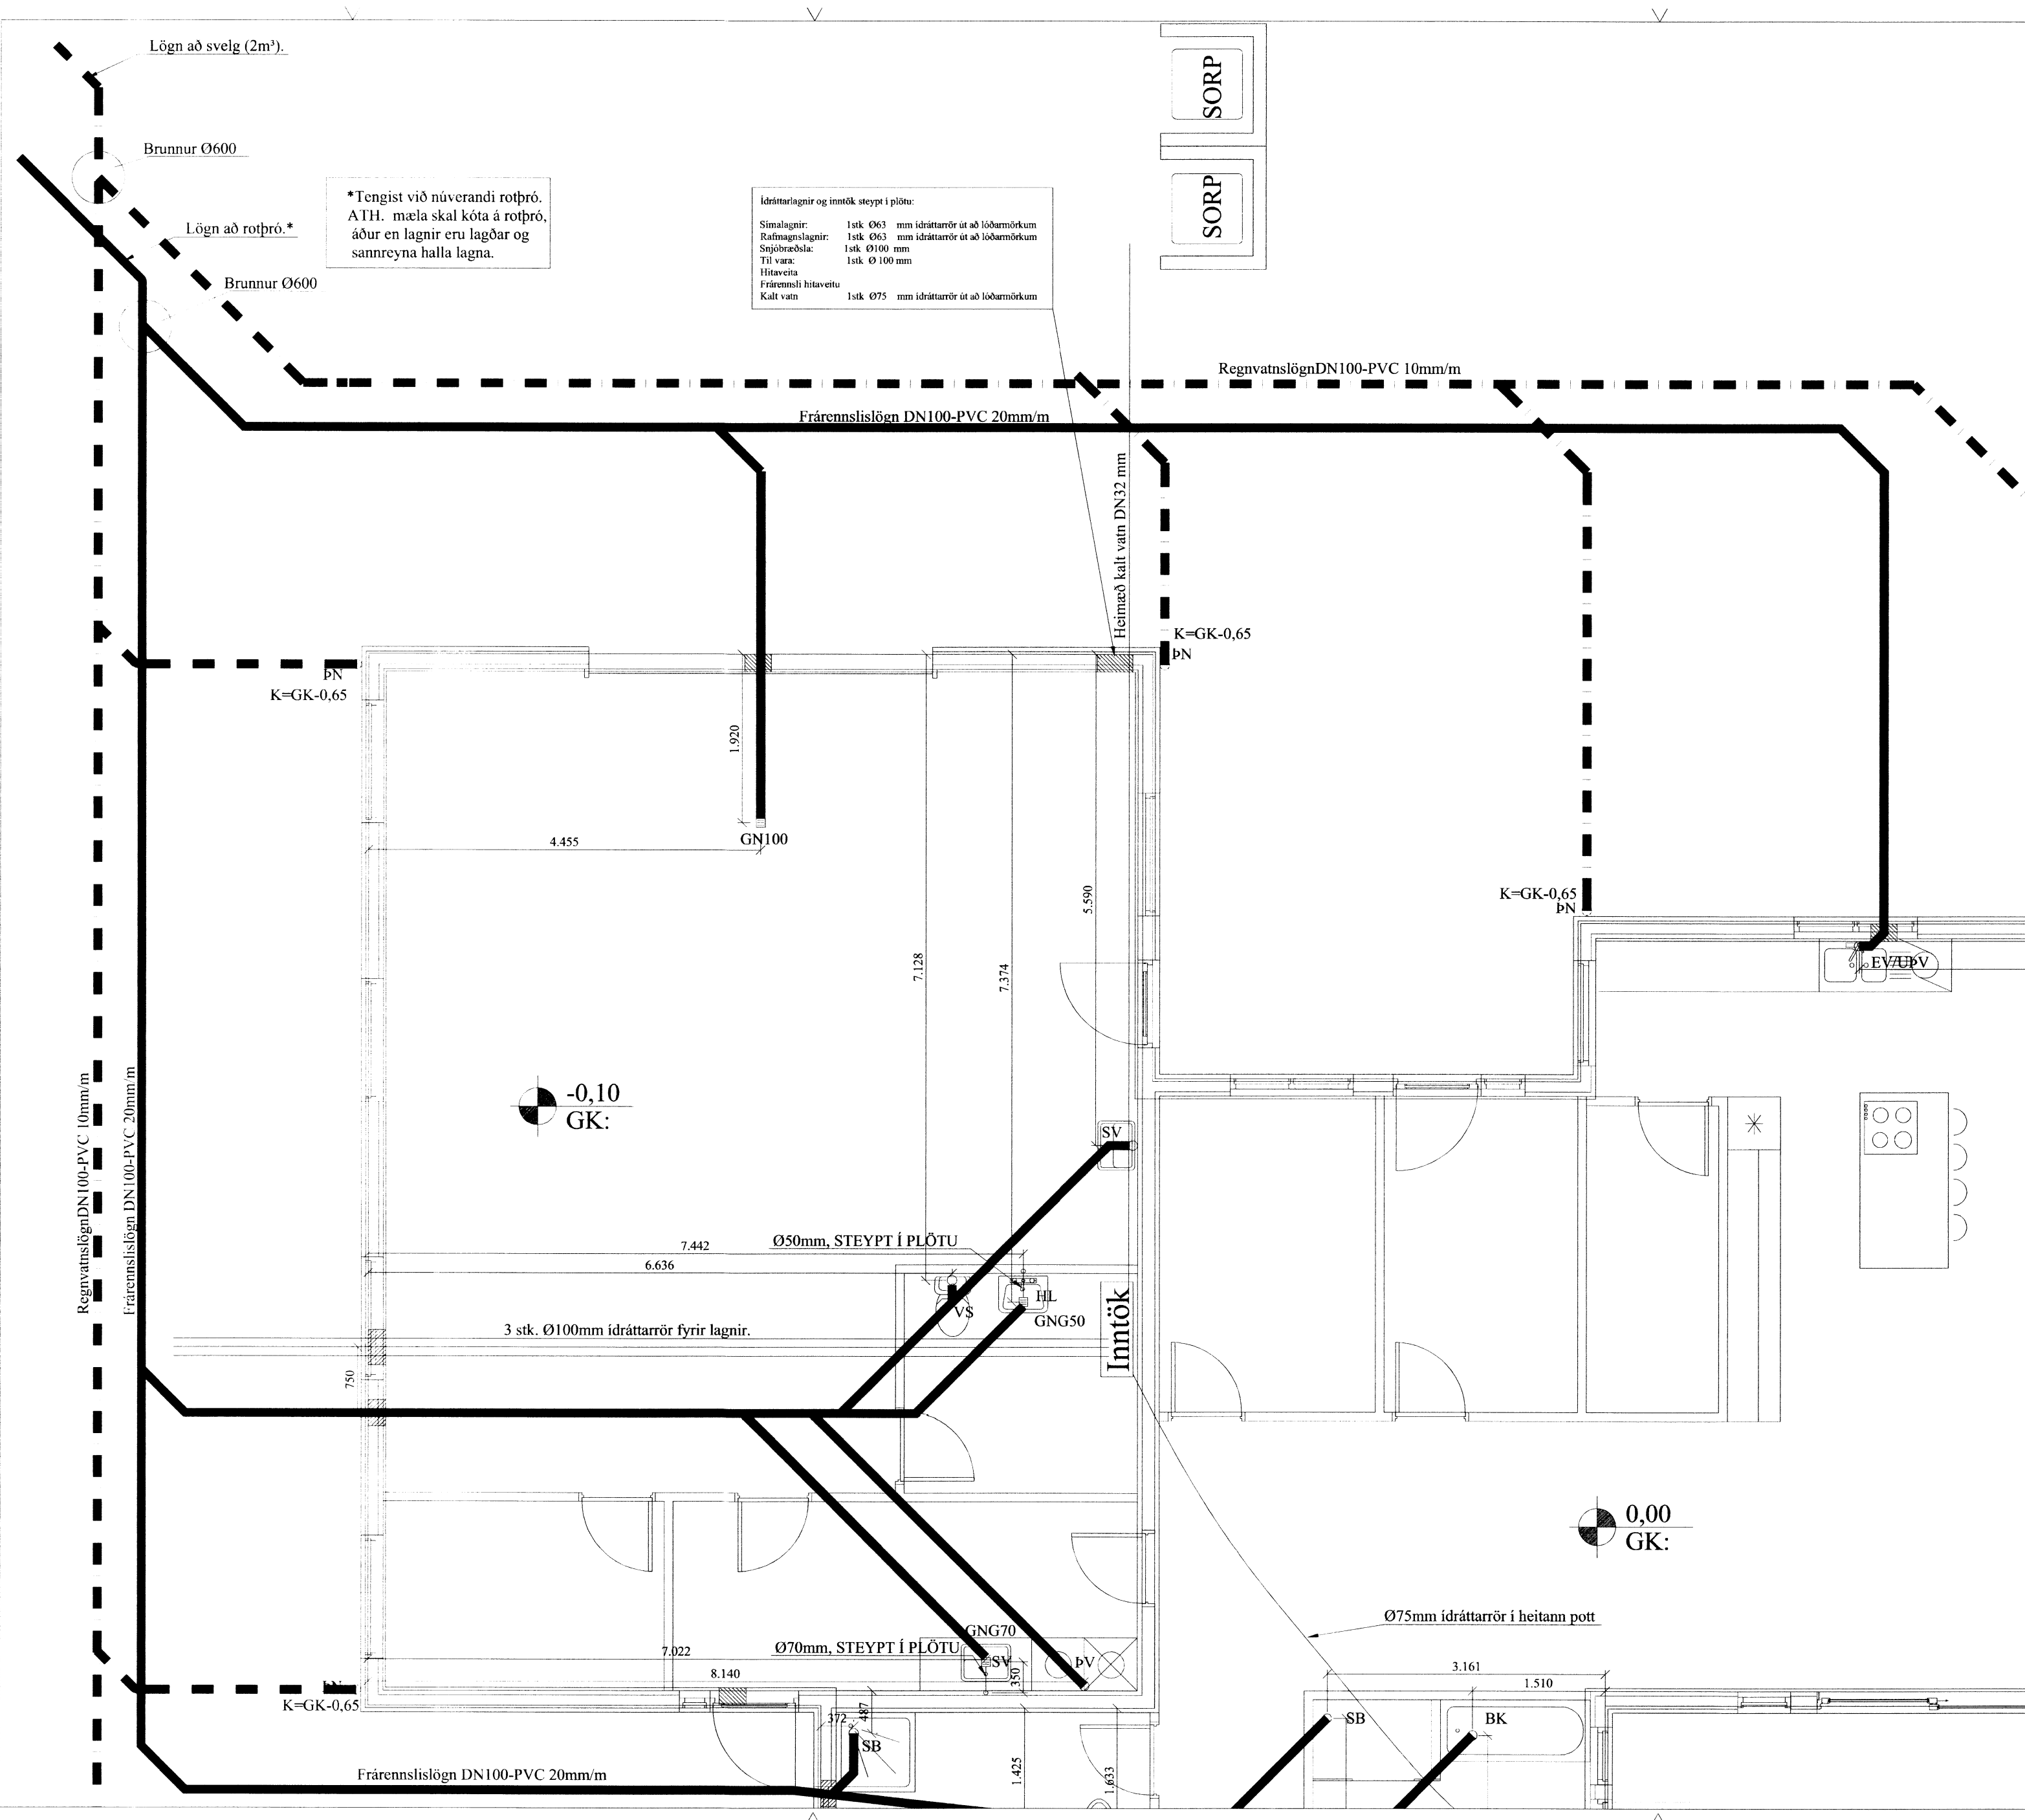 Lögn að svelg (2m³).
SORP
Brunnur Ø600
SORP
*Tengist við núverandi rotþró.
ATH. mæla skal kóta á rotþró,
áður en lagnir eru lagðar og
sannreyna halla lagna.
Ídráttarlagnir og inntök steypt í plötu:
Símalagnir: 1stk Ø63 mm ídráttarrör út að lóðarmörkum
Rafmagnslagnir: 1stk Ø63 mm ídráttarrör út að lóðarmörkum
Snjóbræðsla: 1stk Ø100 mm
Til vara: 1stk Ø 100 mm
Hitaveita
Frárennsli hitaveitu
Kalt vatn 1stk Ø75 mm ídráttarrör út að lóðarmörkum
Lögn að rotþró.*
Brunnur Ø600
RegnvatnslögnDN100-PVC 10mm/m
Frárennslislögn DN100-PVC 20mm/m
Heimæð kalt vatn DN32 mm
K=GK-0,65
ÞN
ÞN
K=GK-0,65
1.920
GN100
4.455
5.590
K=GK-0,65
ÞN
7.128
7.374
EV/UÞV
-0,10
GK:
RegnvatnslögnDN100-PVC 10mm/m
Frárennslislögn DN100-PVC 20mm/m
SV
7.442
Ø50mm, STEYPT Í PLÖTU
6.636
HL
VS
GNG50
Inntök
3 stk. Ø100mm ídráttarrör fyrir lagnir.
750
0,00
GK:
Ø75mm ídráttarrör í heitann pott
GNG70
Ø70mm, STEYPT Í PLÖTU
7.022
SV
ÞV
350
8.140
3.161
1.510
ÞN
K=GK-0,65
487
372
SB
SB
BK
1.425
1.633
Frárennslislögn DN100-PVC 20mm/m